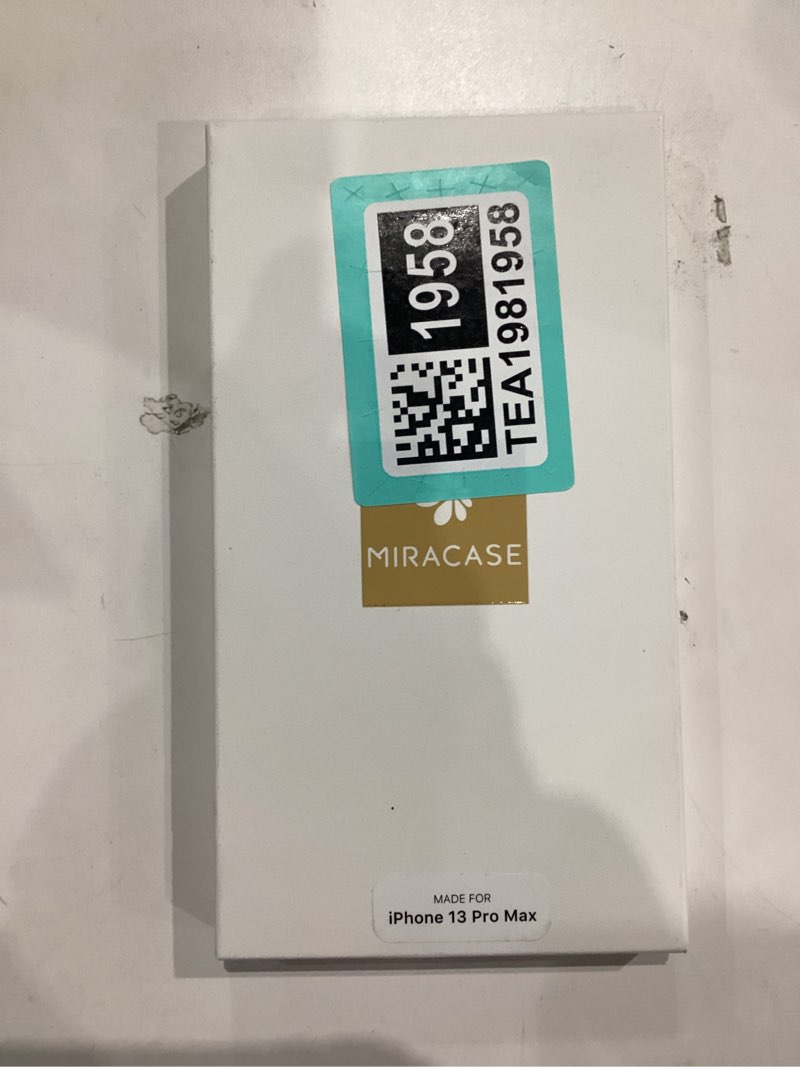 1958
TEA1981958
MIRACASE
MADE FOR
iPhone 13 Pro Max